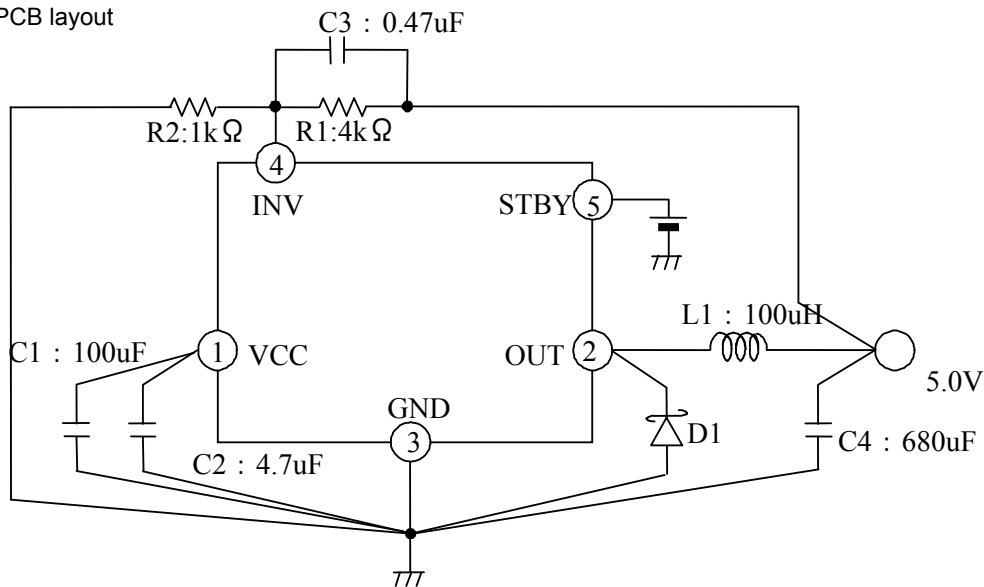 PCB layout
C3 : 0.47uF
R2:1kΩ
R1:4kΩ
4
INV
STBY
5
L1 : 100uH
C1 : 100uF
1
VCC
OUT
2
5.0V
GND
3
D1
C4 : 680uF
C2 : 4.7uF